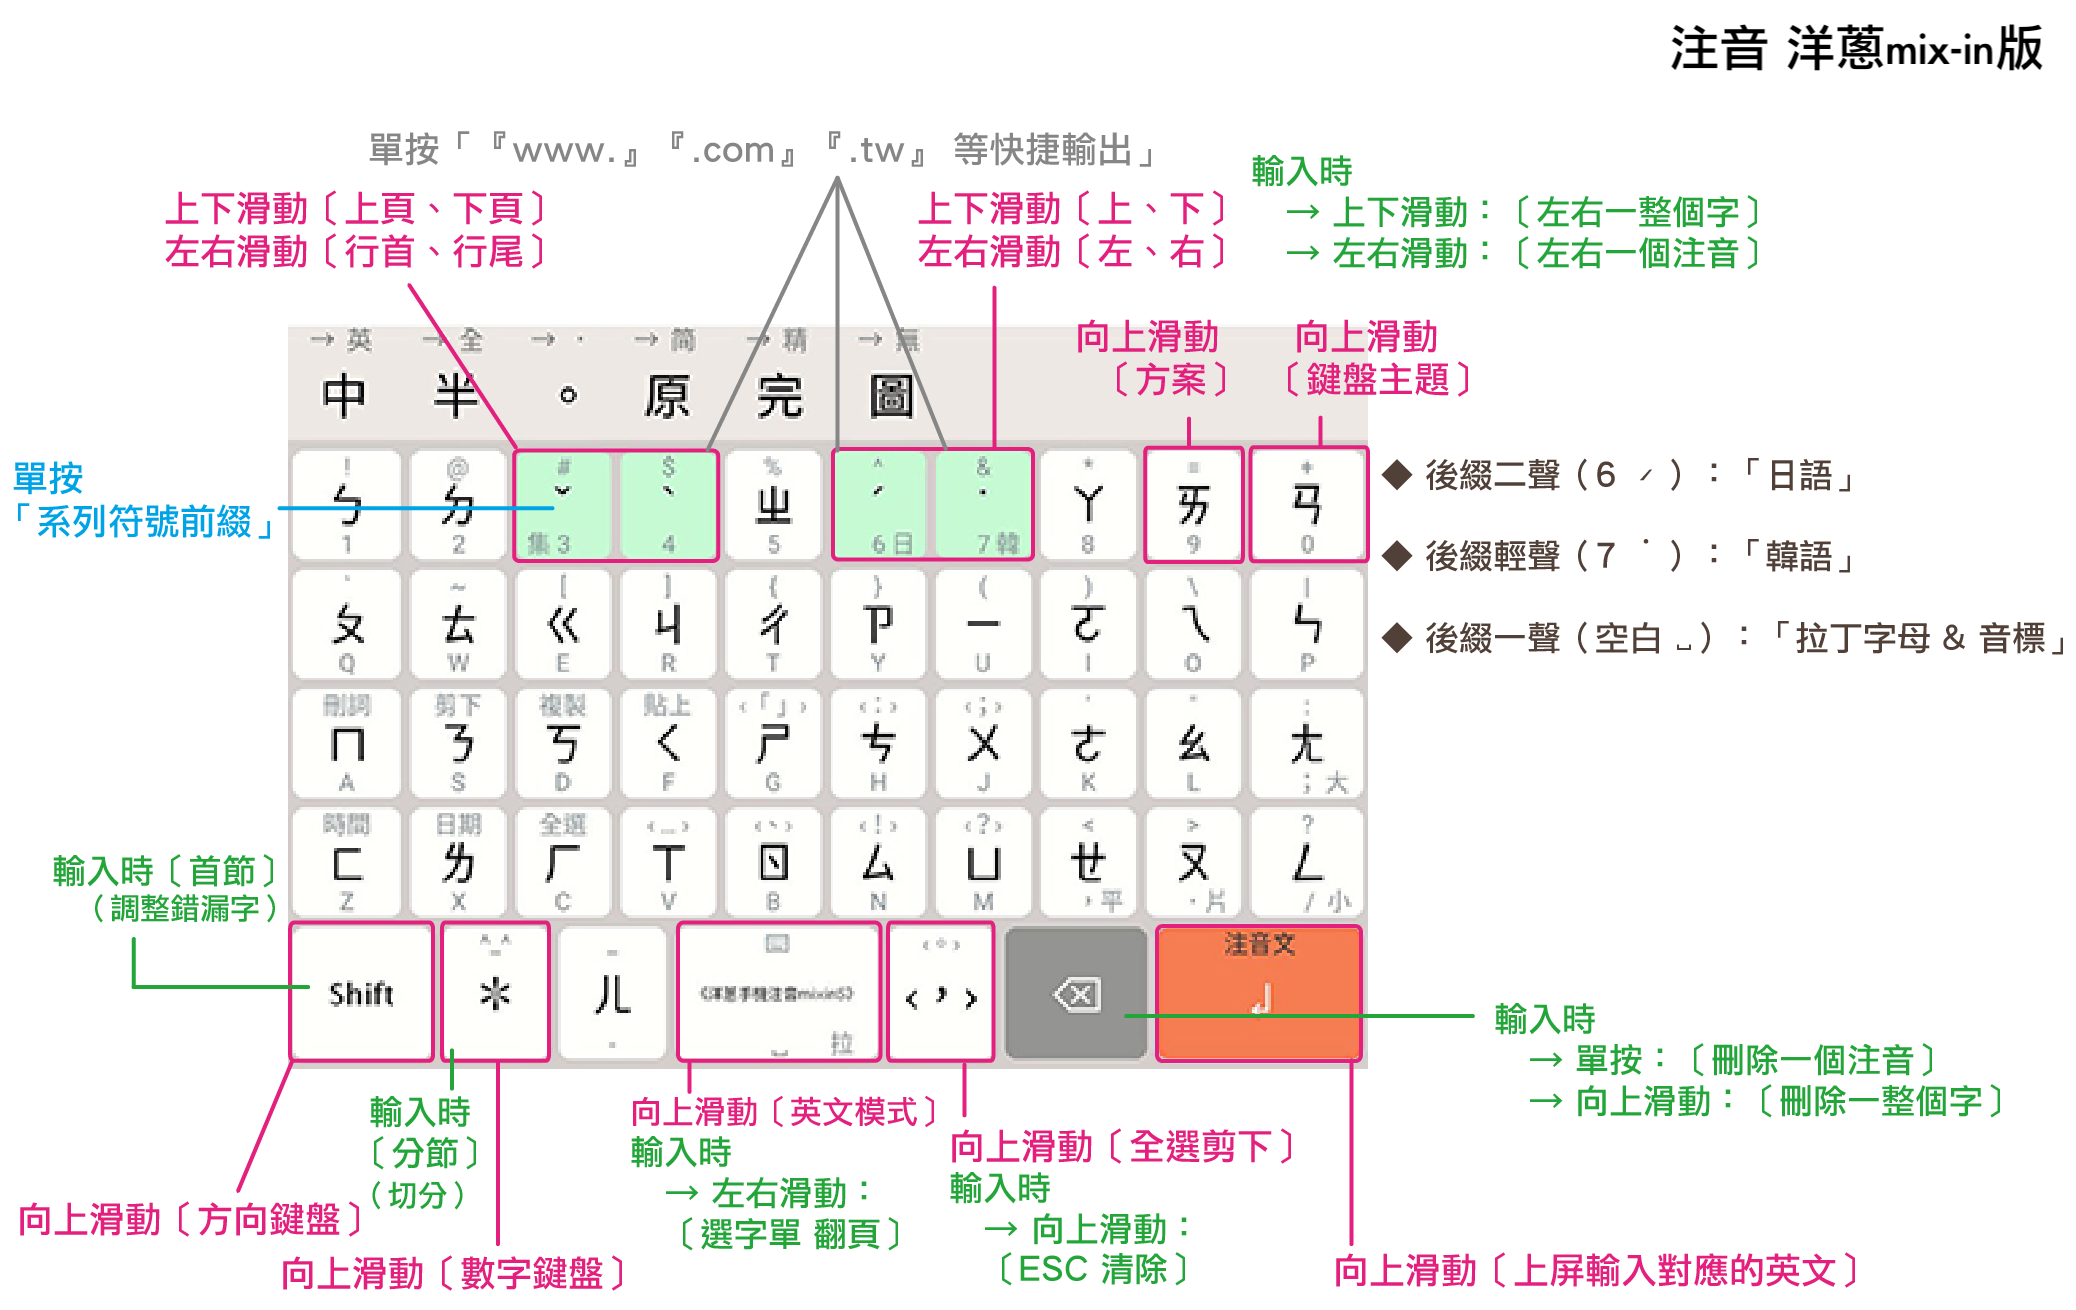 注音 洋蔥mix-in版
單按「『www.』『.com』『.tw』 等快捷輸出」
上下滑動〔上頁、下頁〕
左右滑動〔行首、行尾〕
上下滑動〔上、下〕
左右滑動〔左、右〕
輸入時
→ 上下滑動：〔左右一整個字〕
→ 左右滑動：〔左右一個注音〕
向上滑動
〔方案〕
向上滑動
〔鍵盤主題〕
→ 英 → 全 → · → 简 → 精 → 無
中 半 。 原 完 圖
單按
「系列符號前綴」
! @ # $ % ^ & * = +
ㄅ ㄉ ˇ ˋ ㄓ ˊ ˙ ㄚ ㄞ ㄢ
1 2 集 3 4 5 6 日 7 韓 8 9 0
◆ 後綴二聲（6 ˊ）：「日語」
◆ 後綴輕聲（7 ˙）：「韓語」
◆ 後綴一聲（空白 ␣）：「拉丁字母 & 音標」
` ~ [ ] { } ( ) \ |
ㄆ ㄊ ㄍ ㄐ ㄔ ㄗ ㄧ ㄛ ㄟ ㄣ
Q W E R T Y U I O P
刪詞 剪下 複製 貼上 ‹「」› ‹：› ‹；› ' " :
ㄇ ㄋ ㄎ ㄑ ㄕ ㄘ ㄨ ㄜ ㄠ ㄤ
A S D F G H J K L ; 大
時間 日期 全選 ‹…› ‹、› ‹！› ‹？› < > ?
ㄈ ㄌ ㄏ ㄒ ㄖ ㄙ ㄩ ㄝ ㄡ ㄥ
Z X C V B N M , 平 . 片 / 小
輸入時〔首節〕
（調整錯漏字）
^_^ – ‹。› 注音文
Shift ＊ ㄦ 《洋蔥手機注音mixinS》 ‹，› ⌫ ↲
- ␣ 拉
輸入時
→ 單按：〔刪除一個注音〕
→ 向上滑動：〔刪除一整個字〕
輸入時
〔分節〕
（切分）
向上滑動〔英文模式〕
輸入時
→ 左右滑動：
〔選字單 翻頁〕
向上滑動〔全選剪下〕
輸入時
→ 向上滑動：
〔ESC 清除〕
向上滑動〔方向鍵盤〕
向上滑動〔數字鍵盤〕
向上滑動〔上屏輸入對應的英文〕